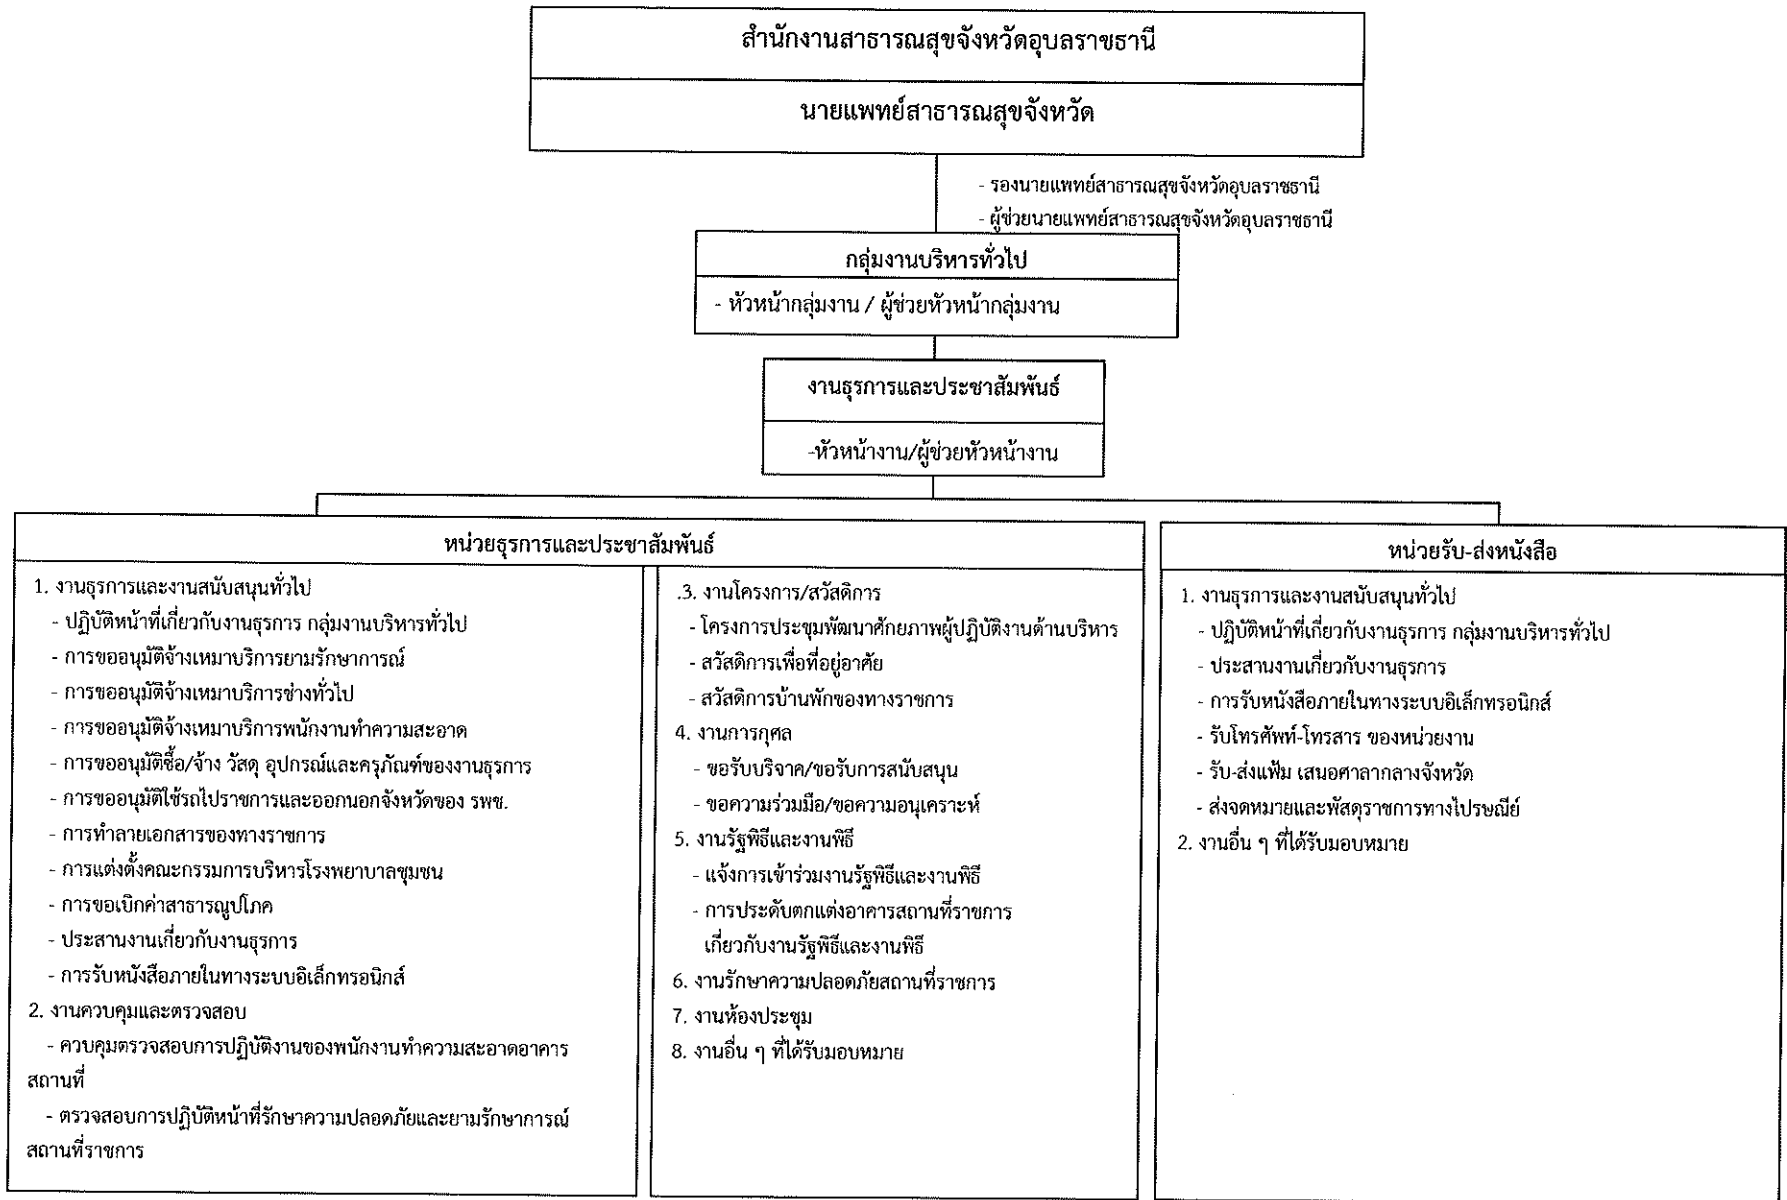 สำนักงานสาธารณสุขจังหวัดอุบลราชธานี
นายแพทย์สาธารณสุขจังหวัด
- รองนายแพทย์สาธารณสุขจังหวัดอุบลราชธานี
- ผู้ช่วยนายแพทย์สาธารณสุขจังหวัดอุบลราชธานี
กลุ่มงานบริหารทั่วไป
- หัวหน้ากลุ่มงาน / ผู้ช่วยหัวหน้ากลุ่มงาน
งานธุรการและประชาสัมพันธ์
-หัวหน้างาน/ผู้ช่วยหัวหน้างาน
หน่วยธุรการและประชาสัมพันธ์
1. งานธุรการและงานสนับสนุนทั่วไป
- ปฏิบัติหน้าที่เกี่ยวกับงานธุรการ กลุ่มงานบริหารทั่วไป
- การขออนุมัติจ้างเหมาบริการยามรักษาการณ์
- การขออนุมัติจ้างเหมาบริการช่างทั่วไป
- การขออนุมัติจ้างเหมาบริการพนักงานทำความสะอาด
- การขออนุมัติซื้อ/จ้าง วัสดุ อุปกรณ์และครุภัณฑ์ของงานธุรการ
- การขออนุมัติใช้รถไปราชการและออกนอกจังหวัดของ รพช.
- การทำลายเอกสารของทางราชการ
- การแต่งตั้งคณะกรรมการบริหารโรงพยาบาลชุมชน
- การขอเบิกค่าสาธารณูปโภค
- ประสานงานเกี่ยวกับงานธุรการ
- การรับหนังสือภายในทางระบบอิเล็กทรอนิกส์
2. งานควบคุมและตรวจสอบ
- ควบคุมตรวจสอบการปฏิบัติงานของพนักงานทำความสะอาดอาคาร
สถานที่
- ตรวจสอบการปฏิบัติหน้าที่รักษาความปลอดภัยและยามรักษาการณ์
สถานที่ราชการ
.3. งานโครงการ/สวัสดิการ
- โครงการประชุมพัฒนาศักยภาพผู้ปฏิบัติงานด้านบริหาร
- สวัสดิการเพื่อที่อยู่อาศัย
- สวัสดิการบ้านพักของทางราชการ
4. งานการกุศล
- ขอรับบริจาค/ขอรับการสนับสนุน
- ขอความร่วมมือ/ขอความอนุเคราะห์
5. งานรัฐพิธีและงานพิธี
- แจ้งการเข้าร่วมงานรัฐพิธีและงานพิธี
- การประดับตกแต่งอาคารสถานที่ราชการ
เกี่ยวกับงานรัฐพิธีและงานพิธี
6. งานรักษาความปลอดภัยสถานที่ราชการ
7. งานห้องประชุม
8. งานอื่น ๆ ที่ได้รับมอบหมาย
หน่วยรับ-ส่งหนังสือ
1. งานธุรการและงานสนับสนุนทั่วไป
- ปฏิบัติหน้าที่เกี่ยวกับงานธุรการ กลุ่มงานบริหารทั่วไป
- ประสานงานเกี่ยวกับงานธุรการ
- การรับหนังสือภายในทางระบบอิเล็กทรอนิกส์
- รับโทรศัพท์-โทรสาร ของหน่วยงาน
- รับ-ส่งแฟ้ม เสนอศาลากลางจังหวัด
- ส่งจดหมายและพัสดุราชการทางไปรษณีย์
2. งานอื่น ๆ ที่ได้รับมอบหมาย